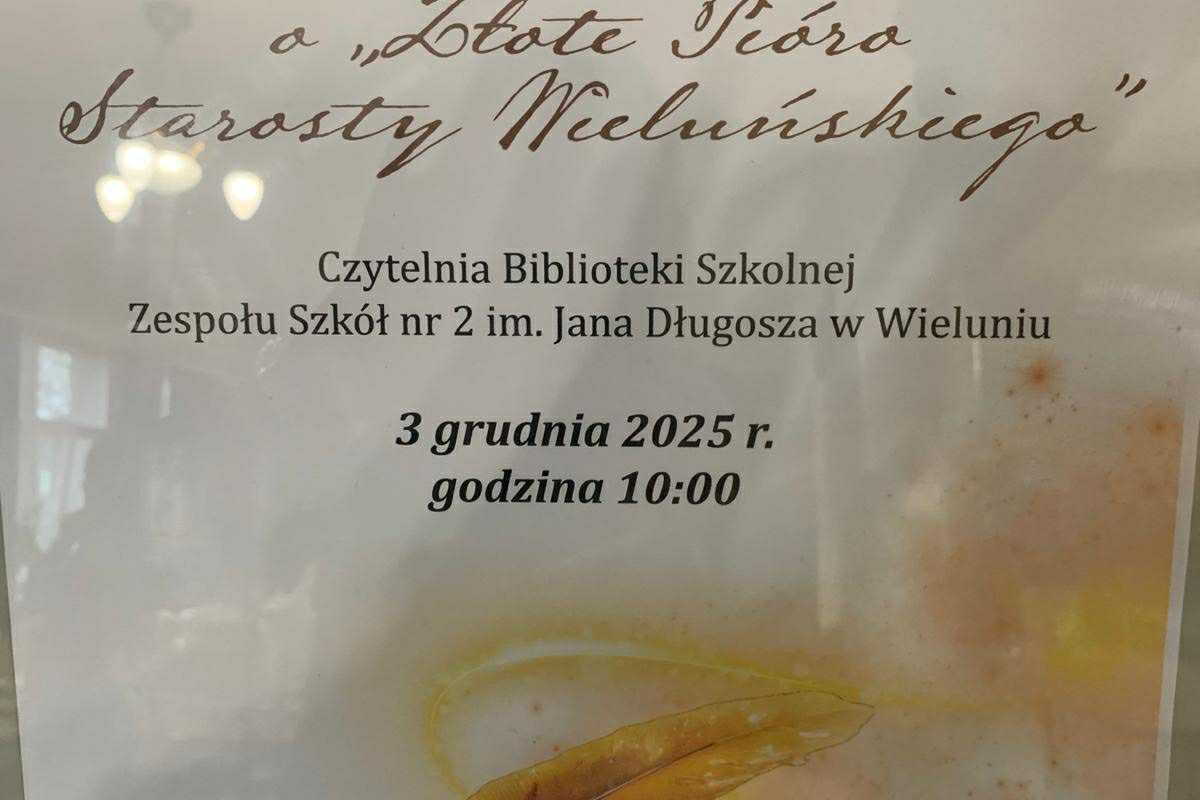 o „Złote Pióro
Starosty Wieluńskiego”
Czytelnia Biblioteki Szkolnej
Zespołu Szkół nr 2 im. Jana Długosza w Wieluniu
3 grudnia 2025 r.
godzina 10:00